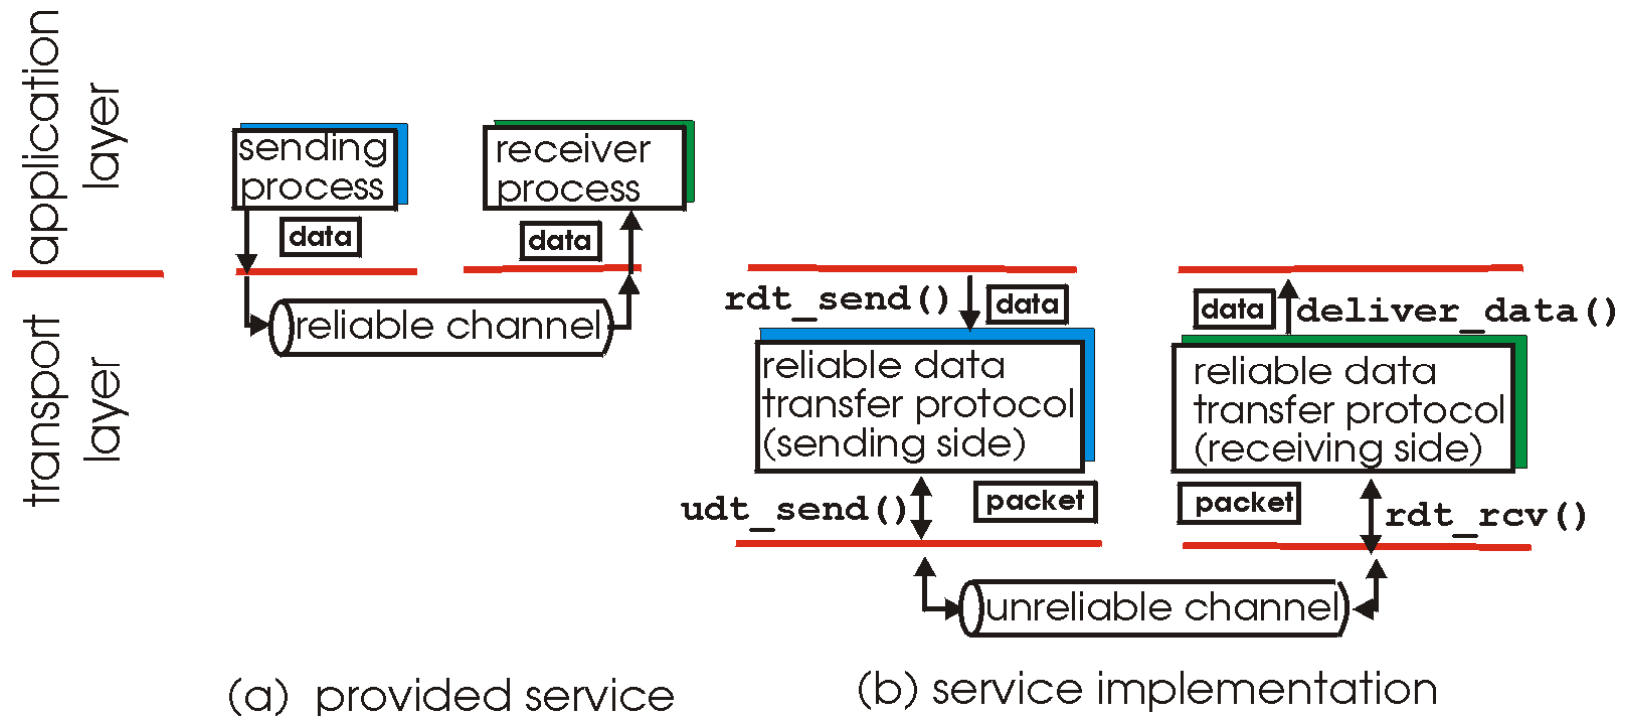 application
layer
transport
layer
sending
process
data
receiver
process
data
reliable channel
(a) provided service
rdt_send()
data
reliable data
transfer protocol
(sending side)
udt_send()
packet
data
deliver_data()
reliable data
transfer protocol
(receiving side)
packet
rdt_rcv()
unreliable channel
(b) service implementation